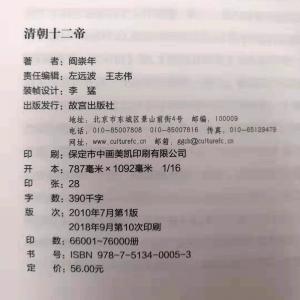 清朝十二帝
著 者：阎崇年
责任编辑：左远波 王志伟
装帧设计：李 猛
出版发行：故宫出版社
地址：北京市东城区景山前街4号 邮编：100009
电话：010-85007808 010-85007816 传真：010-65129479
网址：www.culturefc.cn 邮箱：ggcb@culturefc.cn
印 刷：保定市中画美凯印刷有限公司
开 本：787毫米×1092毫米 1/16
印 张：28
字 数：390千字
版 次：2010年7月第1版
2018年9月第10次印刷
印 数：66001~76000册
书 号：ISBN 978-7-5134-0005-3
定 价：56.00元